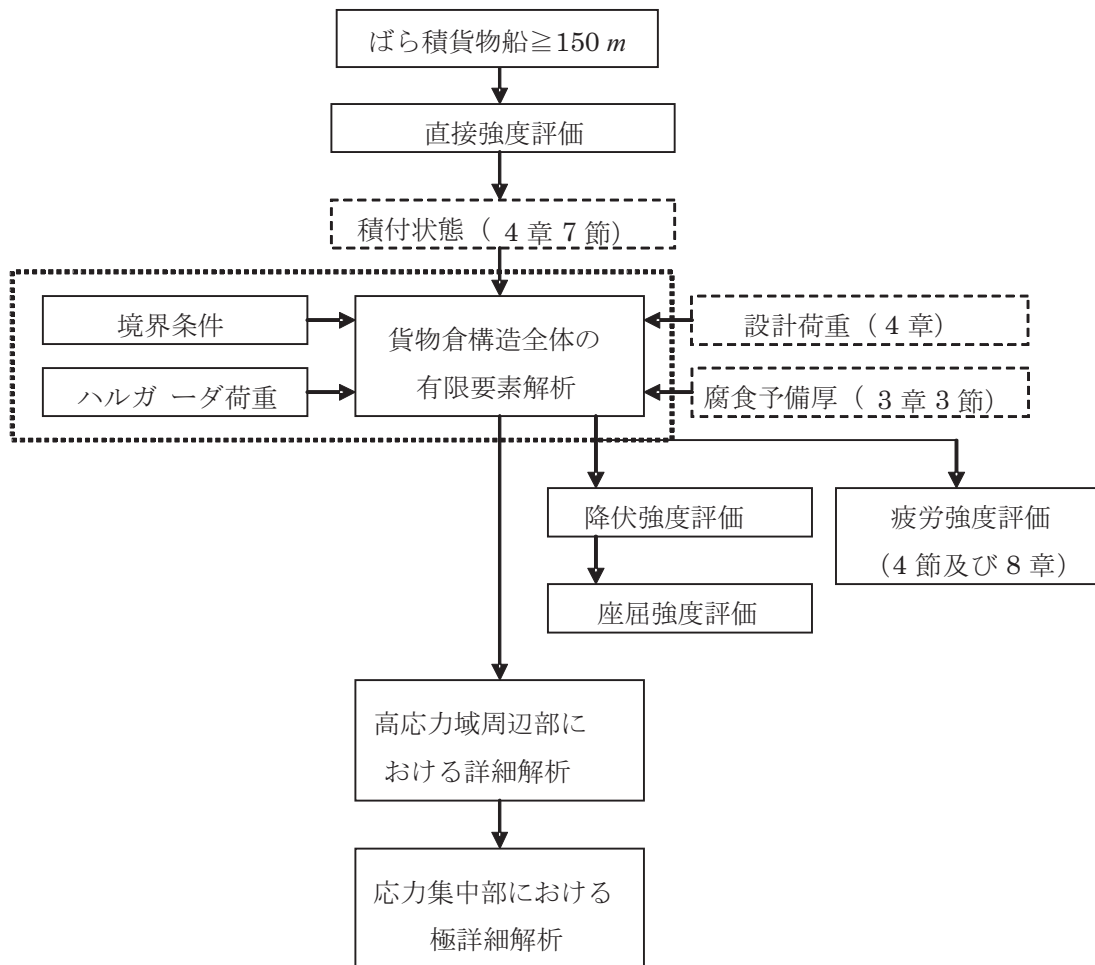 ばら積貨物船≧150 m
直接強度評価
積付状態（ 4 章 7 節）
境界条件
ハルガ ーダ荷重
貨物倉構造全体の
有限要素解析
設計荷重（ 4 章）
腐食予備厚（ 3 章 3 節）
降伏強度評価
座屈強度評価
疲労強度評価
（4 節及び 8 章）
高応力域周辺部に
おける詳細解析
応力集中部における
極詳細解析